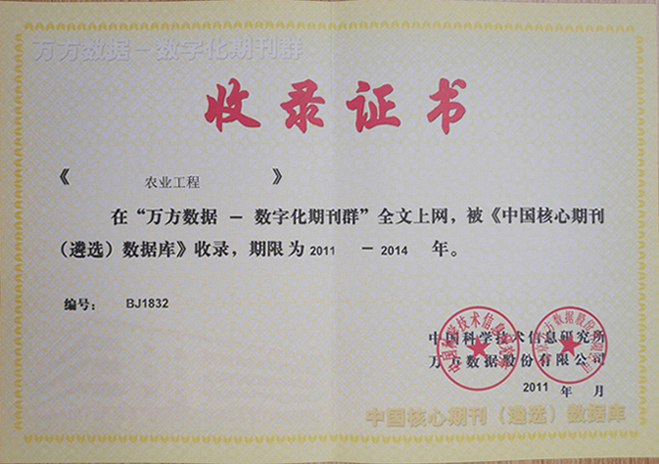 万方数据－数字化期刊群
收录证书
《 农业工程 》
在“万方数据 － 数字化期刊群”全文上网，被《中国核心期刊
（遴选）数据库》收录，期限为 2011 － 2014 年。
编号： BJ1832
中国科学技术信息研究所
万方数据股份有限公司
2011 年 月
中国核心期刊（遴选）数据库